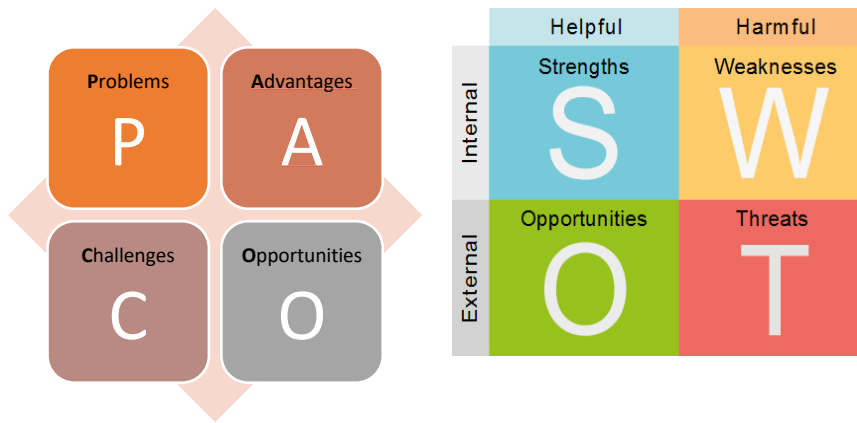 Problems
P
Advantages
A
Challenges
C
Opportunities
O
Helpful
Harmful
Internal
Strengths
S
Weaknesses
W
External
Opportunities
O
Threats
T